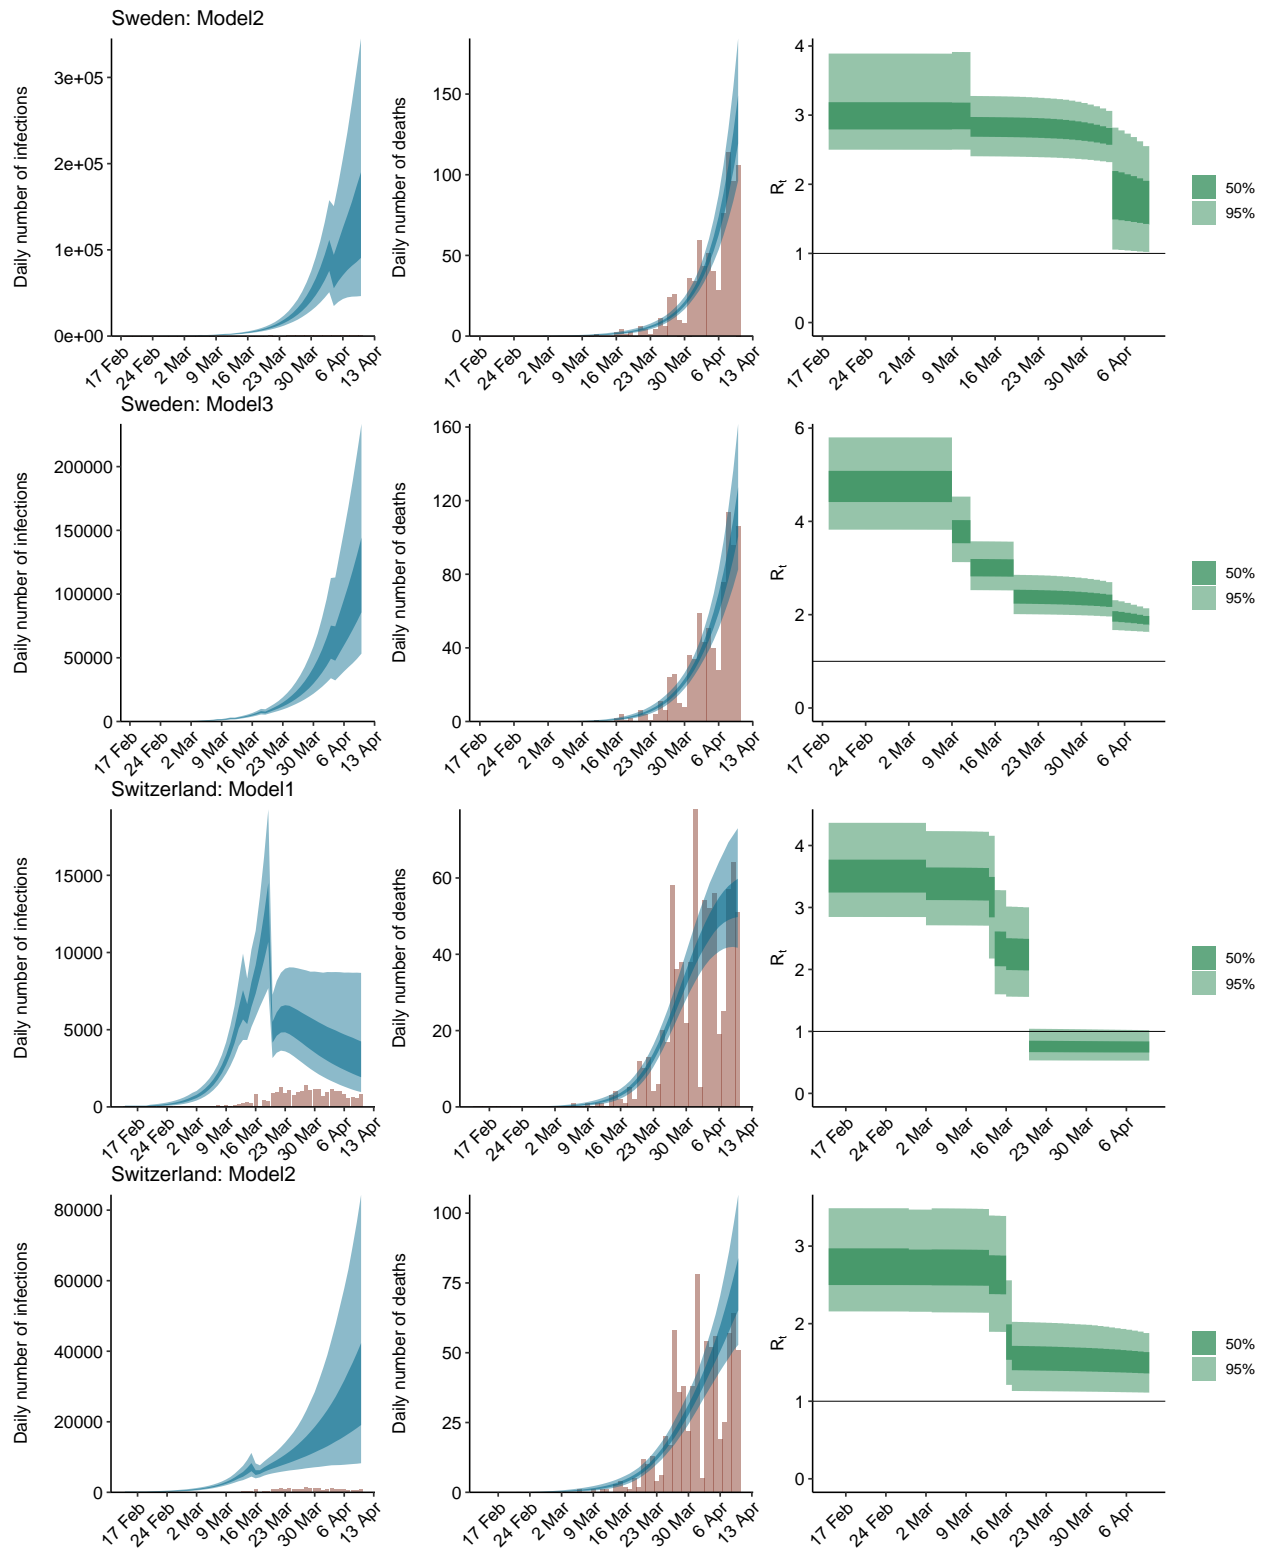 Sweden: Model2
Daily number of infections
3e+05
2e+05
1e+05
0e+00
17 Feb
24 Feb
2 Mar
9 Mar
16 Mar
23 Mar
30 Mar
6 Apr
13 Apr
Daily number of deaths
150
100
50
0
17 Feb
24 Feb
2 Mar
9 Mar
16 Mar
23 Mar
30 Mar
6 Apr
13 Apr
Rt
4
3
2
1
0
17 Feb
24 Feb
2 Mar
9 Mar
16 Mar
23 Mar
30 Mar
6 Apr
50%
95%
Sweden: Model3
Daily number of infections
200000
150000
100000
50000
0
17 Feb
24 Feb
2 Mar
9 Mar
16 Mar
23 Mar
30 Mar
6 Apr
13 Apr
Daily number of deaths
160
120
80
40
0
17 Feb
24 Feb
2 Mar
9 Mar
16 Mar
23 Mar
30 Mar
6 Apr
13 Apr
Rt
6
4
2
0
17 Feb
24 Feb
2 Mar
9 Mar
16 Mar
23 Mar
30 Mar
6 Apr
50%
95%
Switzerland: Model1
Daily number of infections
15000
10000
5000
0
17 Feb
24 Feb
2 Mar
9 Mar
16 Mar
23 Mar
30 Mar
6 Apr
13 Apr
Daily number of deaths
60
40
20
0
17 Feb
24 Feb
2 Mar
9 Mar
16 Mar
23 Mar
30 Mar
6 Apr
13 Apr
Rt
4
3
2
1
0
17 Feb
24 Feb
2 Mar
9 Mar
16 Mar
23 Mar
30 Mar
6 Apr
50%
95%
Switzerland: Model2
Daily number of infections
80000
60000
40000
20000
0
17 Feb
24 Feb
2 Mar
9 Mar
16 Mar
23 Mar
30 Mar
6 Apr
13 Apr
Daily number of deaths
100
75
50
25
0
17 Feb
24 Feb
2 Mar
9 Mar
16 Mar
23 Mar
30 Mar
6 Apr
13 Apr
Rt
3
2
1
0
17 Feb
24 Feb
2 Mar
9 Mar
16 Mar
23 Mar
30 Mar
6 Apr
50%
95%